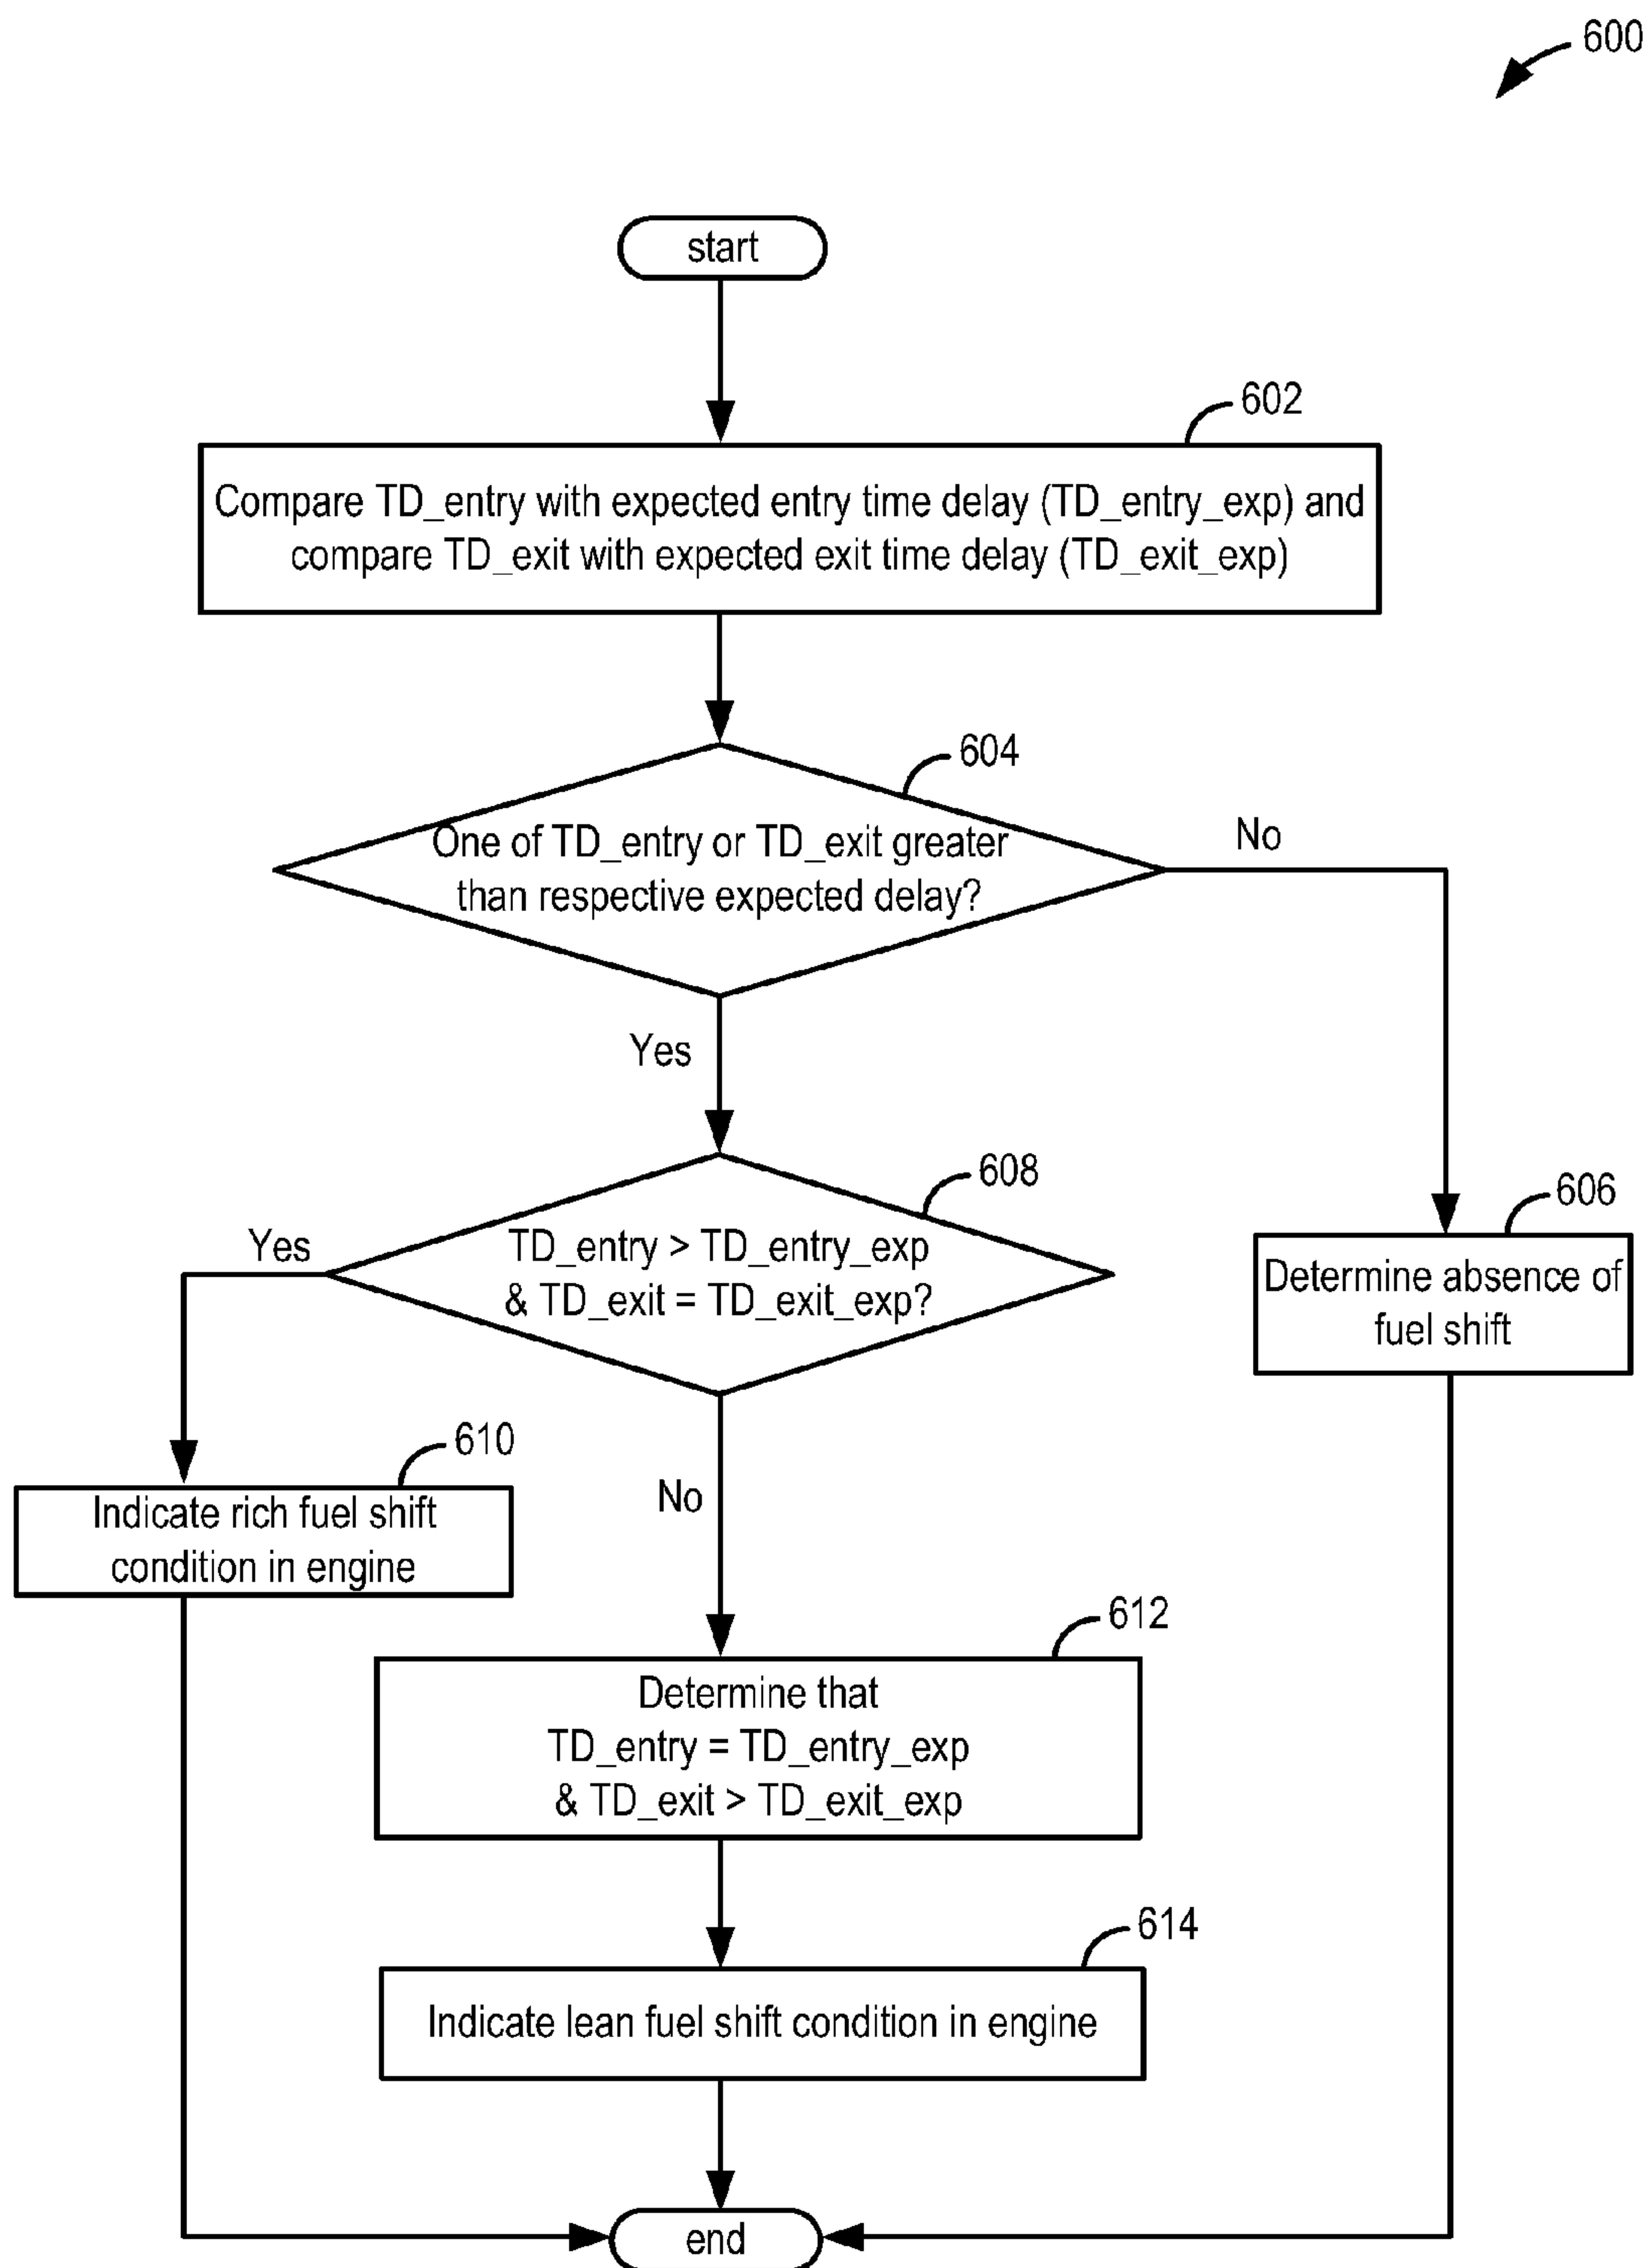 600
start
602
Compare TD_entry with expected entry time delay (TD_entry_exp) and
compare TD_exit with expected exit time delay (TD_exit_exp)
604
One of TD_entry or TD_exit greater
than respective expected delay?
No
Yes
608
TD_entry > TD_entry_exp
& TD_exit = TD_exit_exp?
Yes
606
Determine absence of
fuel shift
610
Indicate rich fuel shift
condition in engine
No
612
Determine that
TD_entry = TD_entry_exp
& TD_exit > TD_exit_exp
614
Indicate lean fuel shift condition in engine
end